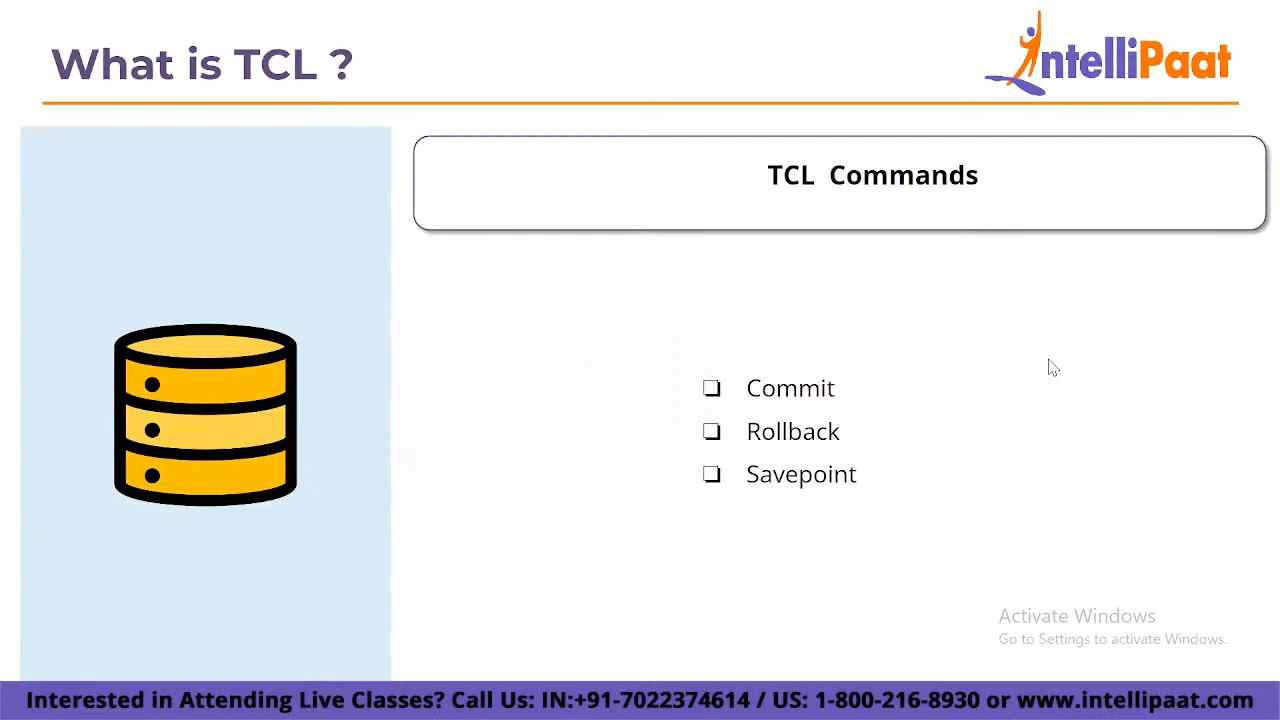 What is TCL ?
IntelliPaat
TCL Commands
Commit
Rollback
Savepoint
Activate Windows
Go to Settings to activate Windows.
Interested in Attending Live Classes? Call Us: IN:+91-7022374614 / US: 1-800-216-8930 or www.intellipaat.com